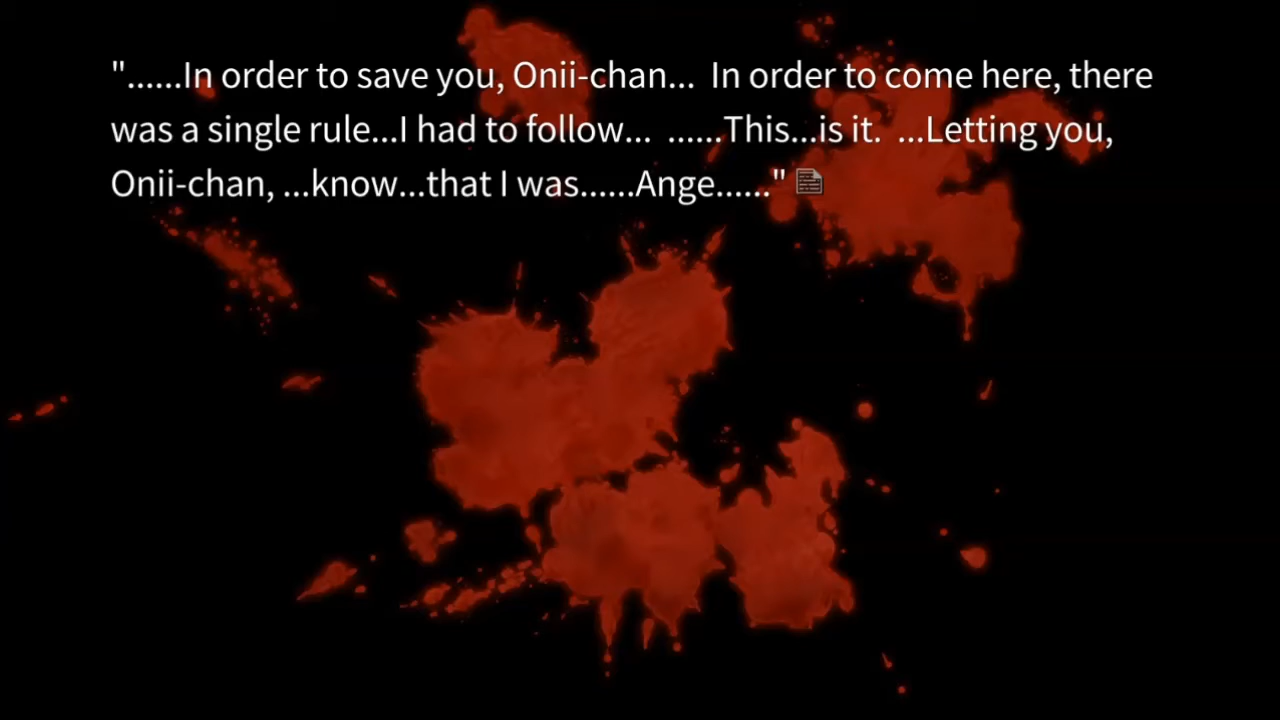 "......In order to save you, Onii-chan...  In order to come here, there
was a single rule...I had to follow...  ......This...is it.  ...Letting you,
Onii-chan, ...know...that I was......Ange......"